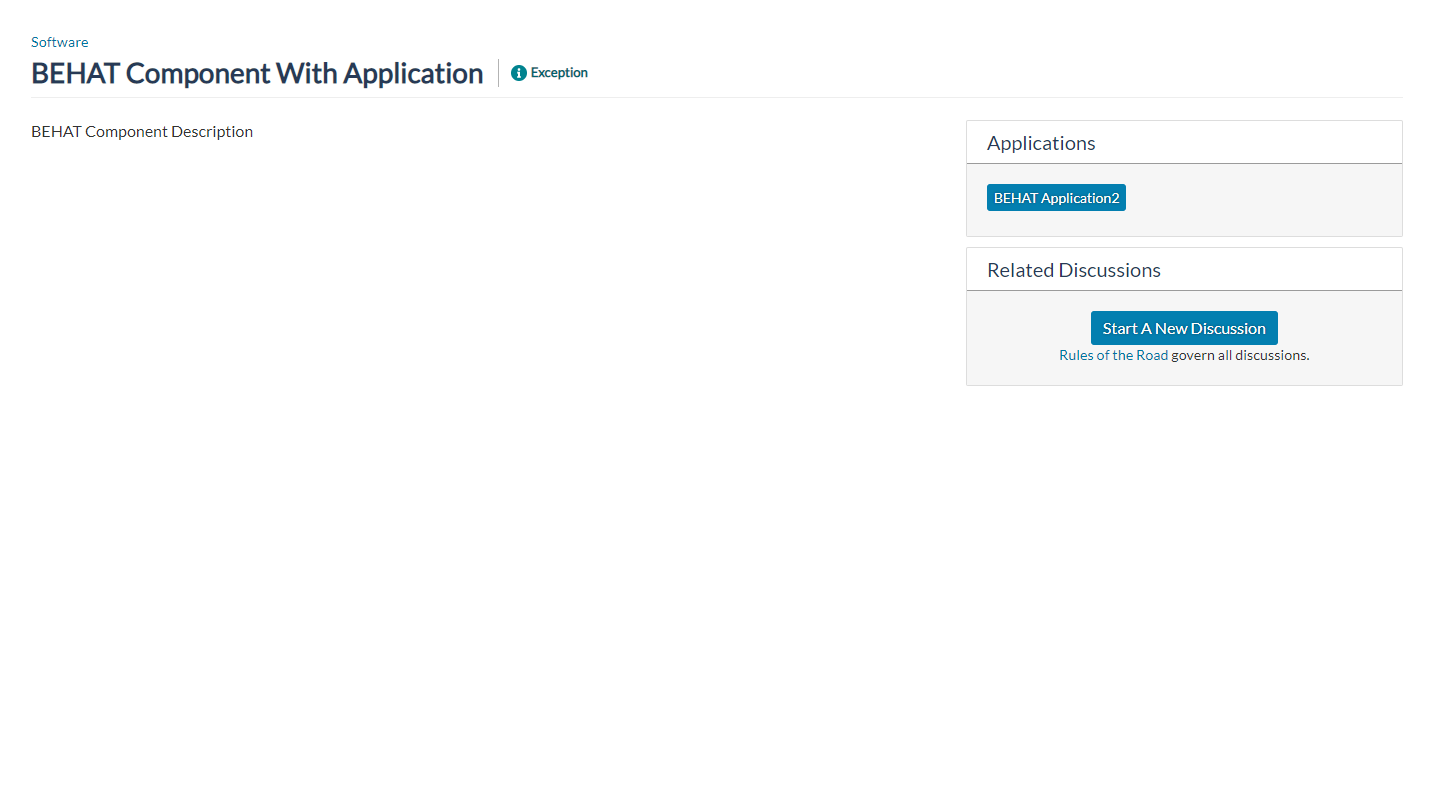 Software
BEHAT Component With Application
Exception
BEHAT Component Description
Applications
BEHAT Application2
Related Discussions
Start A New Discussion
Rules of the Road govern all discussions.